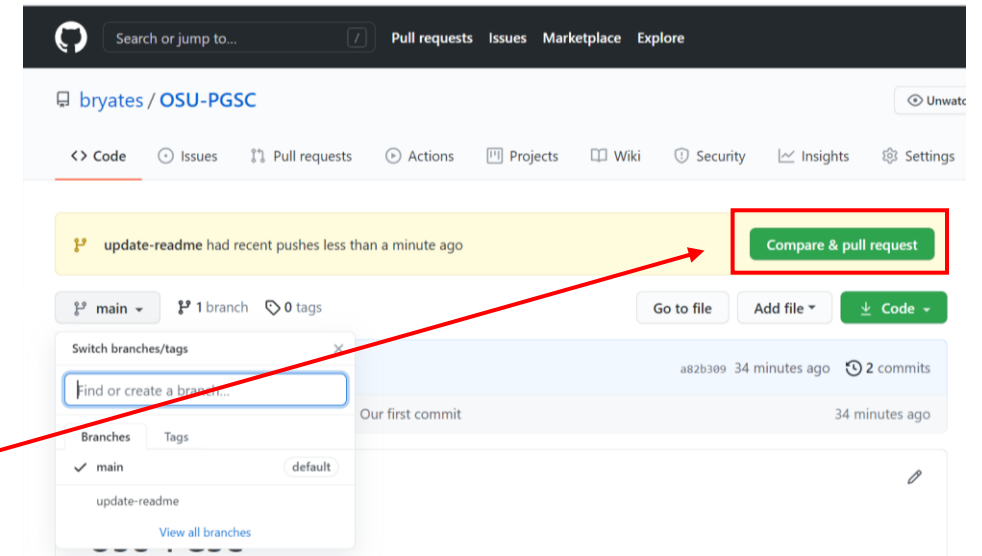 Search or jump to... / Pull requests Issues Marketplace Explore
bryates / OSU-PGSC
<> Code Issues Pull requests Actions Projects Wiki Security Insights Settings
update-readme had recent pushes less than a minute ago Compare & pull request
main 1 branch 0 tags Go to file Add file Code
Switch branches/tags
a82b309 34 minutes ago 2 commits
Find or create a branch...
Our first commit 34 minutes ago
Branches Tags
main default
update-readme
View all branches